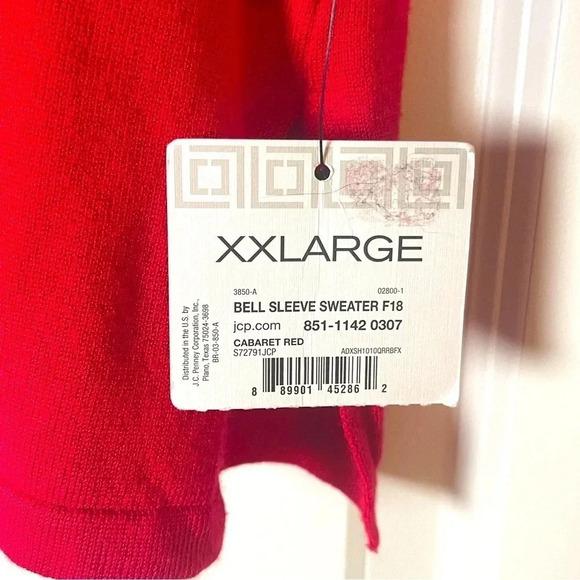 XXLARGE
3850-A 02800-1
BELL SLEEVE SWEATER F18
jcp.com 851-1142 0307
CABARET RED
S72791JCP ADXSH1010QRRBFX
8 89901 45286 2
Distributed in the U.S. by
J.C. Penney Corporation, Inc.,
Plano, Texas 75024-3698
BR-03-850-A